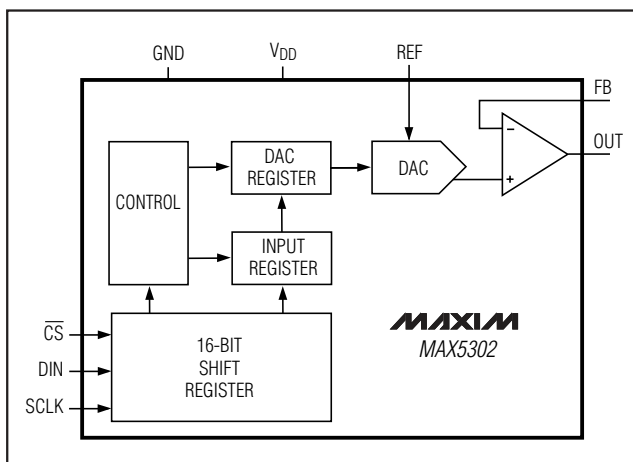 GND
VDD
REF
FB
OUT
DAC
REGISTER
DAC
−
+
CONTROL
INPUT
REGISTER
CS
DIN
SCLK
16-BIT
SHIFT
REGISTER
MAXIM
MAX5302